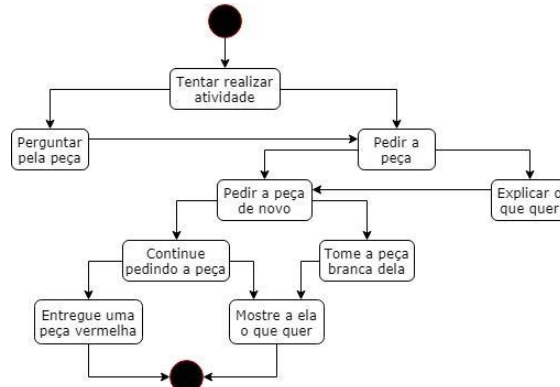 Tentar realizar
atividade
Perguntar
pela peça
Pedir a
peça
Pedir a peça
de novo
Explicar o
que quer
Continue
pedindo a peça
Tome a peça
branca dela
Entregue uma
peça vermelha
Mostre a ela
o que quer